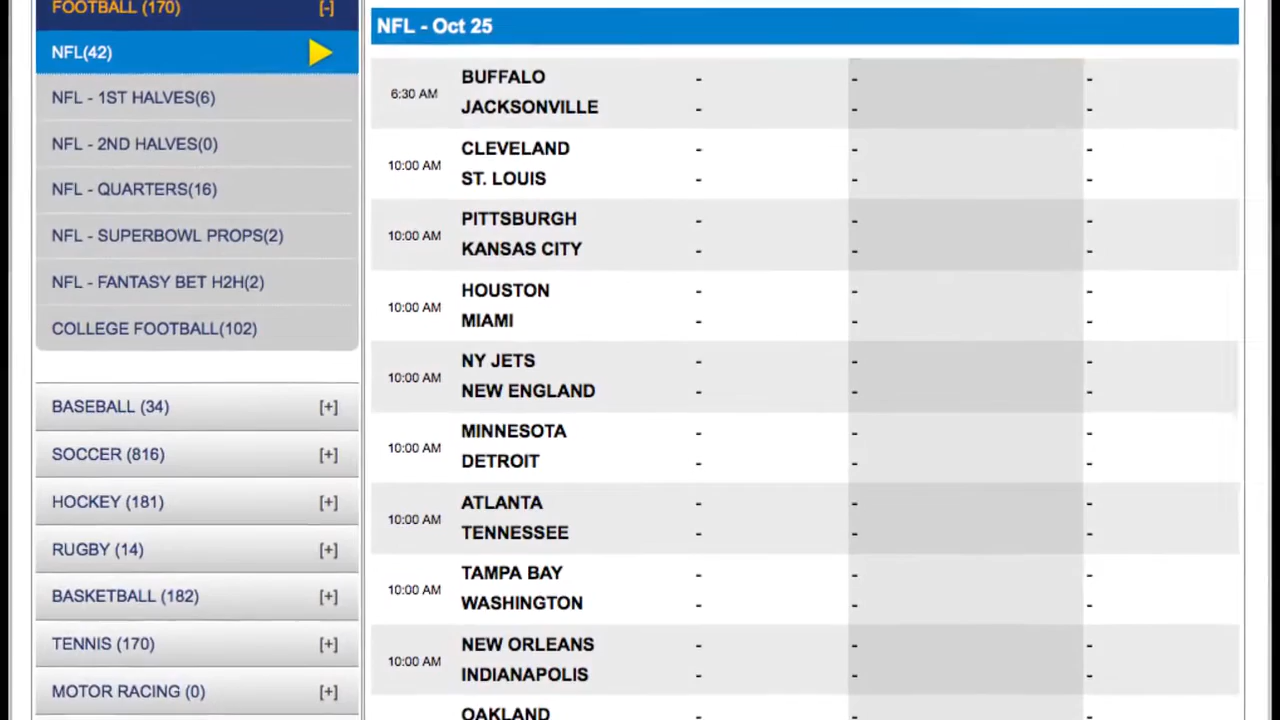 FOOTBALL (170) [-]
NFL(42)
NFL - 1ST HALVES(6)
NFL - 2ND HALVES(0)
NFL - QUARTERS(16)
NFL - SUPERBOWL PROPS(2)
NFL - FANTASY BET H2H(2)
COLLEGE FOOTBALL(102)
BASEBALL (34) [+]
SOCCER (816) [+]
HOCKEY (181) [+]
RUGBY (14) [+]
BASKETBALL (182) [+]
TENNIS (170) [+]
MOTOR RACING (0) [+]
NFL - Oct 25
BUFFALO - - -
6:30 AM
JACKSONVILLE - - -
CLEVELAND - - -
10:00 AM
ST. LOUIS - - -
PITTSBURGH - - -
10:00 AM
KANSAS CITY - - -
HOUSTON - - -
10:00 AM
MIAMI - - -
NY JETS - - -
10:00 AM
NEW ENGLAND - - -
MINNESOTA - - -
10:00 AM
DETROIT - - -
ATLANTA - - -
10:00 AM
TENNESSEE - - -
TAMPA BAY - - -
10:00 AM
WASHINGTON - - -
NEW ORLEANS - - -
10:00 AM
INDIANAPOLIS - - -
OAKLAND - - -